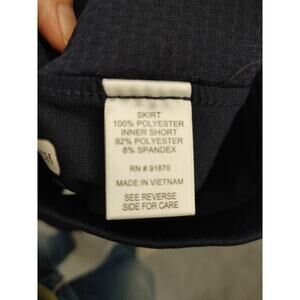 SKIRT
100% POLYESTER
INNER SHORT
92% POLYESTER
8% SPANDEX
RN # 91870
MADE IN VIETNAM
SEE REVERSE
SIDE FOR CARE